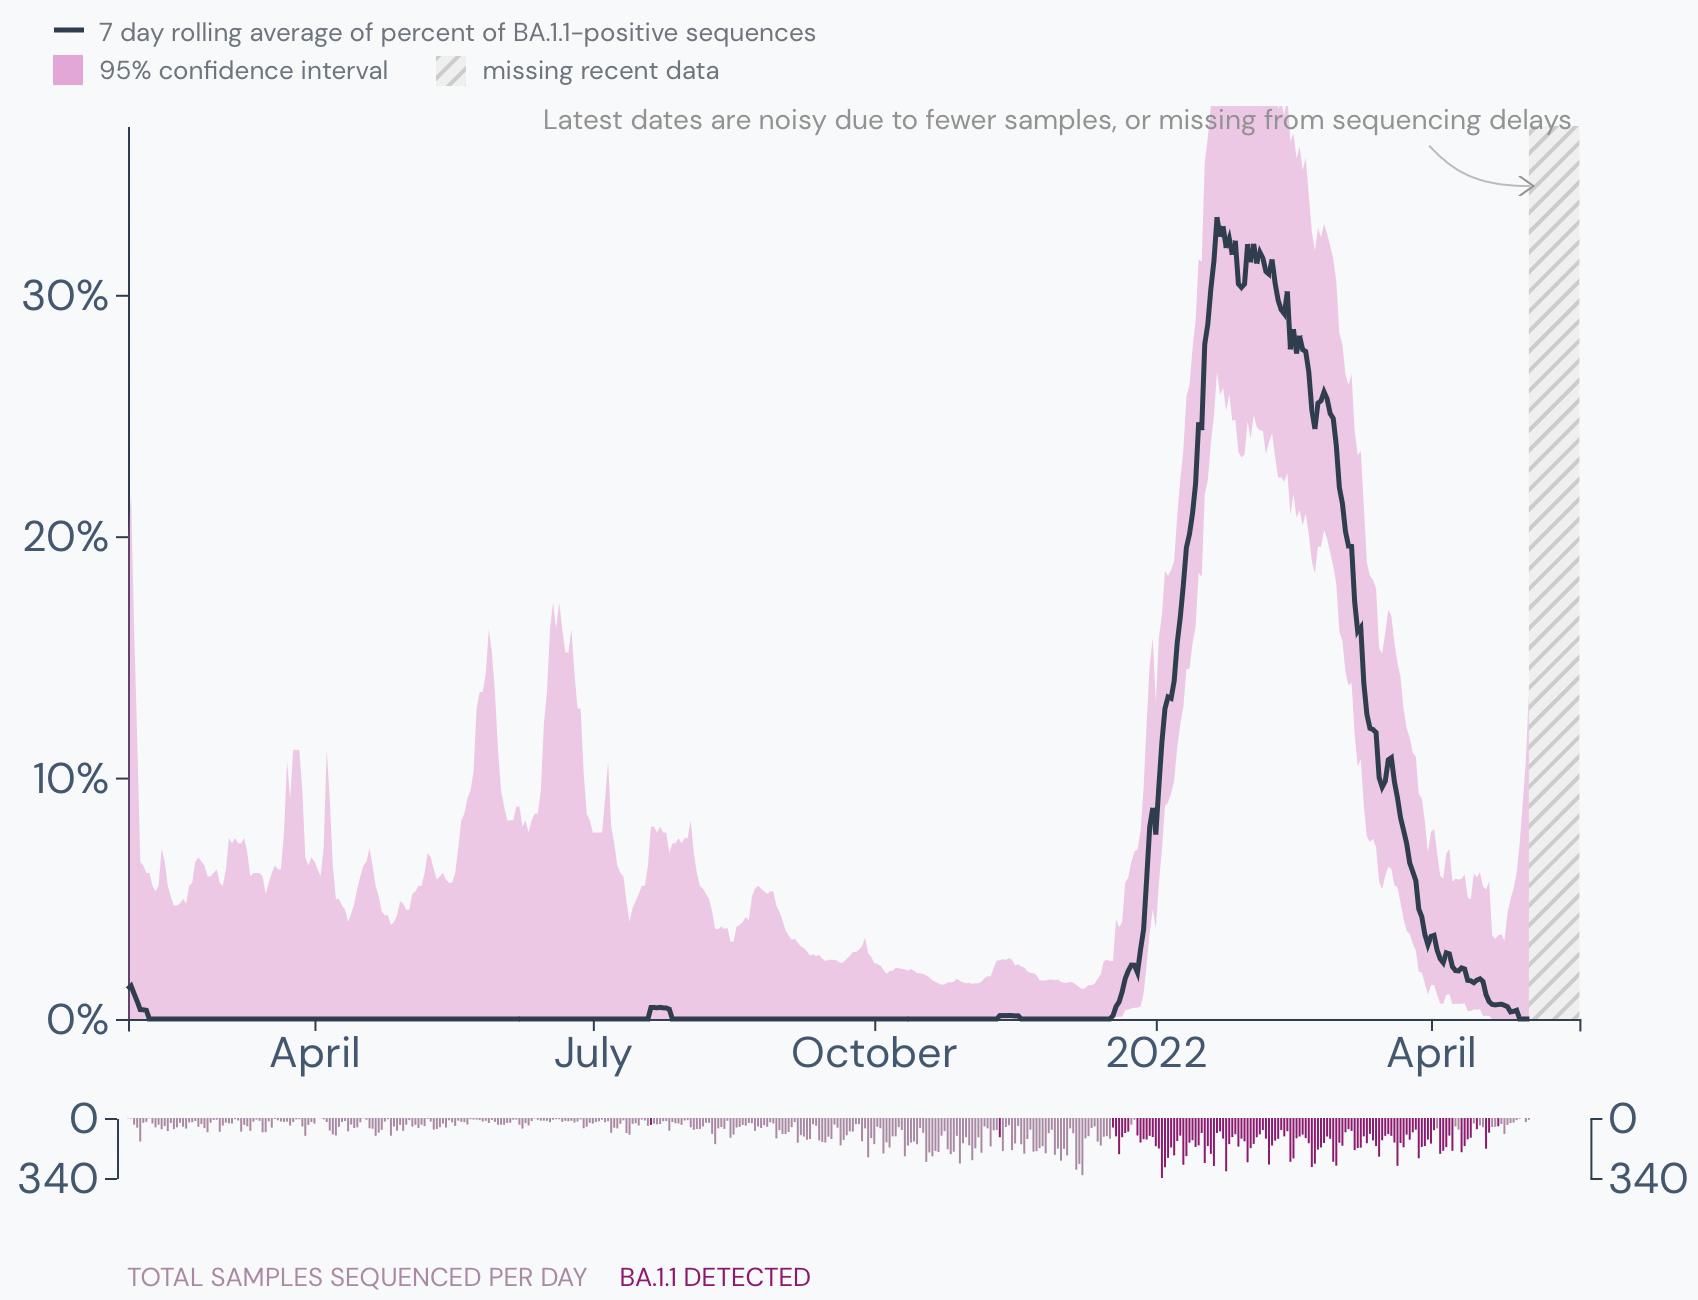 7 day rolling average of percent of BA.1.1-positive sequences
95% confidence interval missing recent data
Latest dates are noisy due to fewer samples, or missing from sequencing delays
30%
20%
10%
0%
April July October 2022 April
0 0
340 340
TOTAL SAMPLES SEQUENCED PER DAY BA.1.1 DETECTED